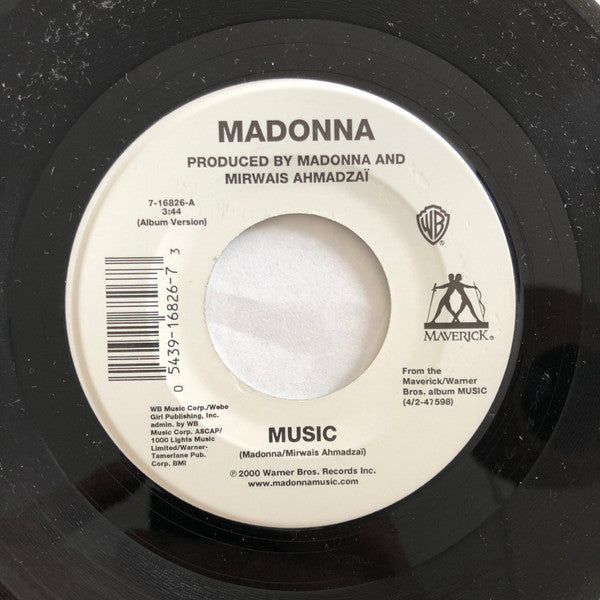 MADONNA
PRODUCED BY MADONNA AND
MIRWAIS AHMADZAÏ
7-16826-A
3:44
(Album Version)
WB
®
MAVERICK®
0 5439-16826-7 3
From the
Maverick/Warner
Bros. album MUSIC
(4/2-47598)
WB Music Corp./Webo
Girl Publishing, Inc.
admin. by WB
Music Corp. ASCAP/
1000 Lights Music
Limited/Warner-
Tamerlane Pub.
Corp. BMI
MUSIC
(Madonna/Mirwais Ahmadzaï)
℗ 2000 Warner Bros. Records Inc.
www.madonnamusic.com